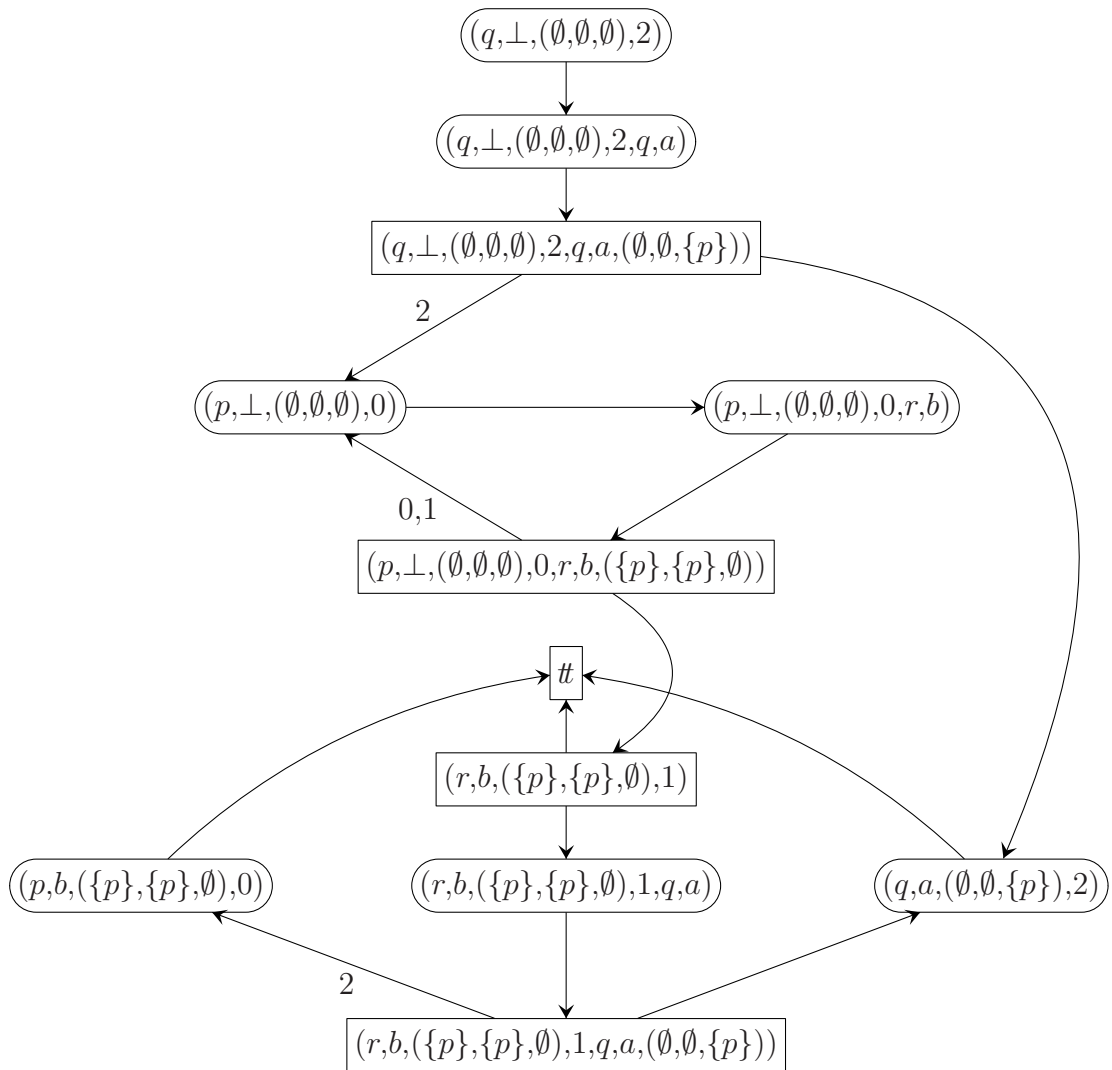 (q,⊥,(∅,∅,∅),2)
(q,⊥,(∅,∅,∅),2,q,a)
(q,⊥,(∅,∅,∅),2,q,a,(∅,∅,{p}))
2
(p,⊥,(∅,∅,∅),0)
(p,⊥,(∅,∅,∅),0,r,b)
0,1
(p,⊥,(∅,∅,∅),0,r,b,({p},{p},∅))
tt
(r,b,({p},{p},∅),1)
(p,b,({p},{p},∅),0)
(r,b,({p},{p},∅),1,q,a)
(q,a,(∅,∅,{p}),2)
2
(r,b,({p},{p},∅),1,q,a,(∅,∅,{p}))